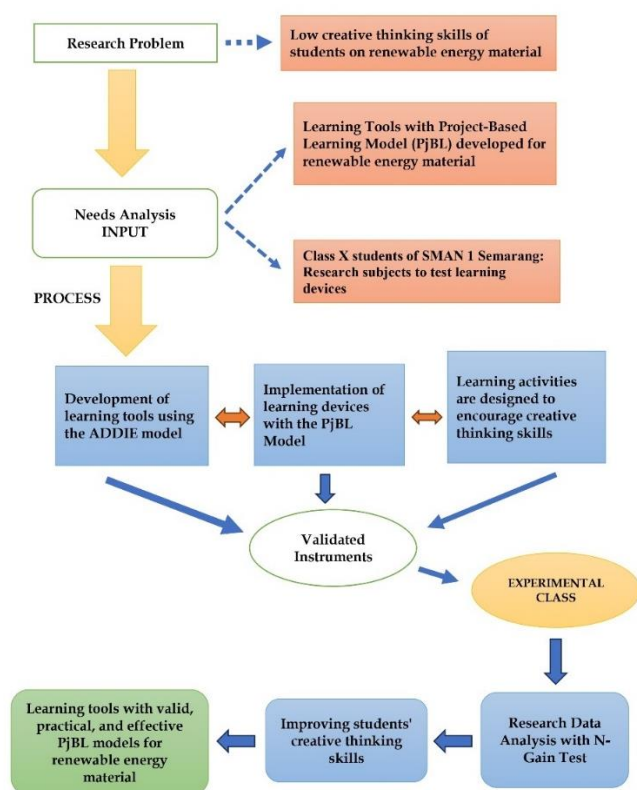 Research Problem
Low creative thinking skills of
students on renewable energy material
Learning Tools with Project-Based
Learning Model (PjBL) developed for
renewable energy material
Needs Analysis
INPUT
Class X students of SMAN 1 Semarang:
Research subjects to test learning
devices
PROCESS
Development of
learning tools using
the ADDIE model
Implementation of
learning devices
with the PjBL
Model
Learning activities
are designed to
encourage creative
thinking skills
Validated
Instruments
EXPERIMENTAL
CLASS
Learning tools with valid,
practical, and effective
PjBL models for
renewable energy
material
Improving students'
creative thinking
skills
Research Data
Analysis with N-
Gain Test